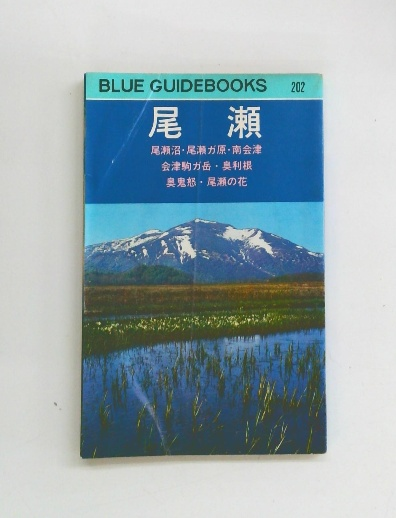 BLUE GUIDEBOOKS 202
尾 瀬
尾瀬沼・尾瀬ガ原・南会津
会津駒ガ岳・奥利根
奥鬼怒・尾瀬の花